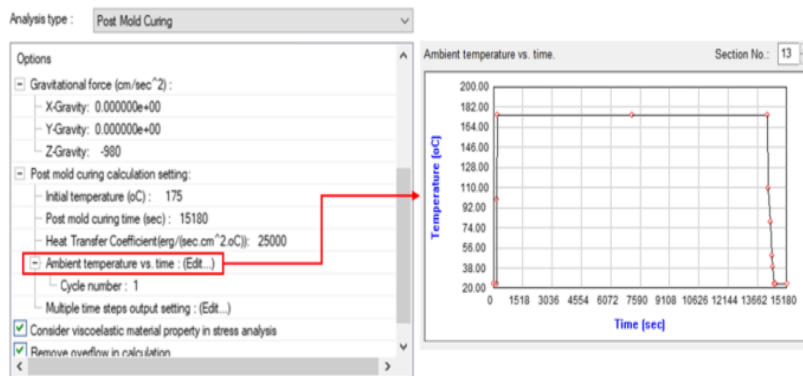 Analysis type :
Post Mold Curing
Options
Gravitational force (cm/sec^2) :
X-Gravity: 0.000000e+00
Y-Gravity: 0.000000e+00
Z-Gravity: -980
Post mold curing calculation setting:
Initial temperature (oC) : 175
Post mold curing time (sec) : 15180
Heat Transfer Coefficient(erg/(sec.cm^2.oC)): 25000
Ambient temperature vs. time : (Edit...)
Cycle number : 1
Multiple time steps output setting : (Edit...)
Consider viscoelastic material property in stress analysis
Remove overflow in calculation
Ambient temperature vs. time.
Section No.: 13
Temperature (oC)
200.00
182.00
164.00
146.00
128.00
110.00
92.00
74.00
56.00
38.00
20.00
0 1518 3036 4554 6072 7590 9108 10626 12144 13662 15180
Time (sec)